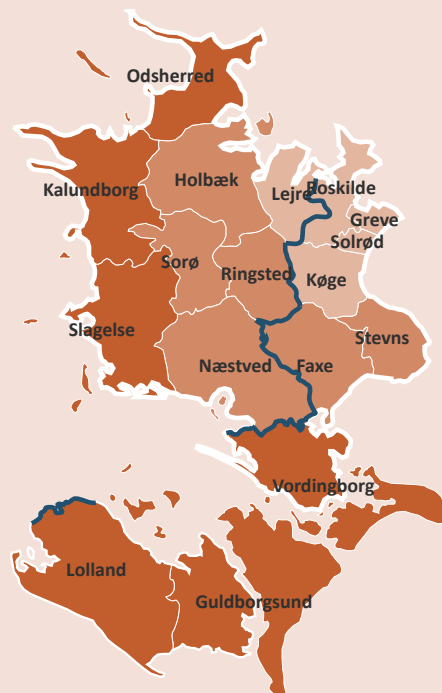 Odsherred
Kalundborg
Holbæk
Lejre
Roskilde
Greve
Solrød
Sorø
Ringsted
Køge
Slagelse
Næstved
Faxe
Stevns
Vordingborg
Lolland
Guldborgsund